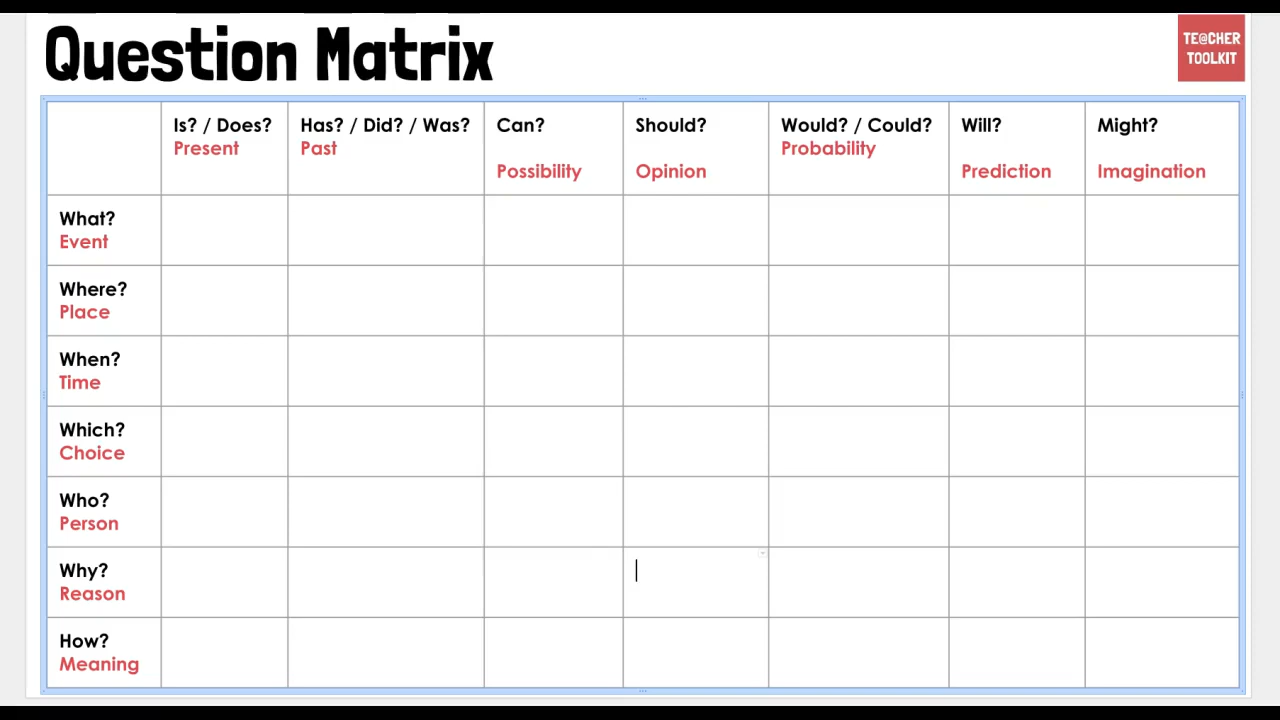 Question Matrix
TE@CHER
TOOLKIT
Is? / Does?
Present
Has? / Did? / Was?
Past
Can?
Possibility
Should?
Opinion
Would? / Could?
Probability
Will?
Prediction
Might?
Imagination
What?
Event
Where?
Place
When?
Time
Which?
Choice
Who?
Person
Why?
Reason
How?
Meaning